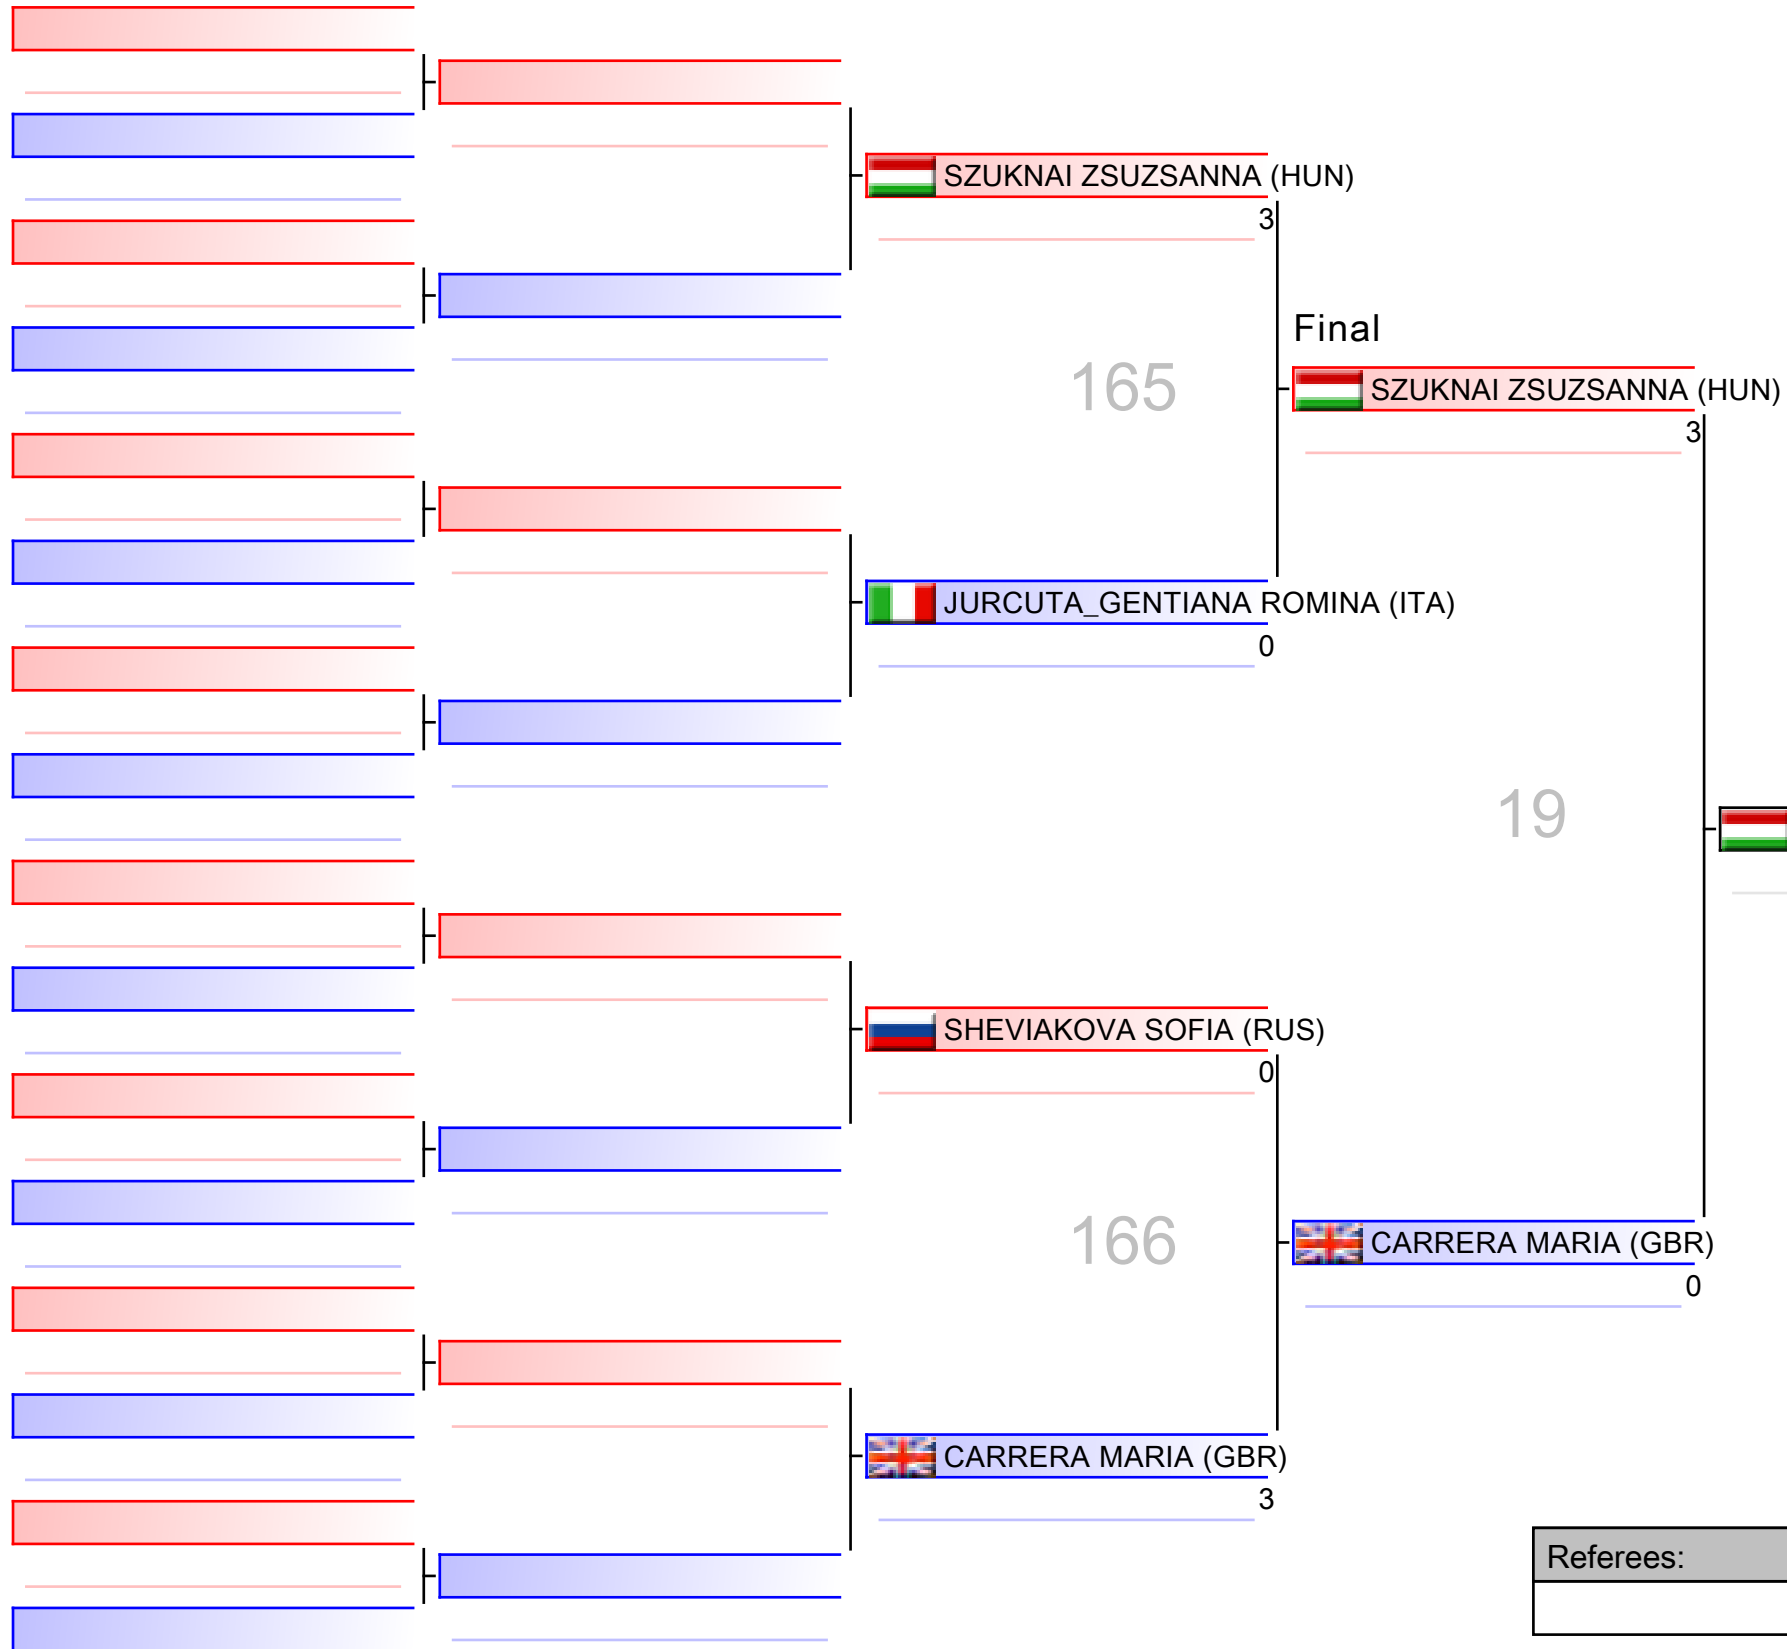 SZUKNAI ZSUZSANNA (HUN)
3
Final
165
SZUKNAI ZSUZSANNA (HUN)
3
JURCUTA_GENTIANA ROMINA (ITA)
0
19
SHEVIAKOVA SOFIA (RUS)
0
166
CARRERA MARIA (GBR)
0
CARRERA MARIA (GBR)
3
Referees: